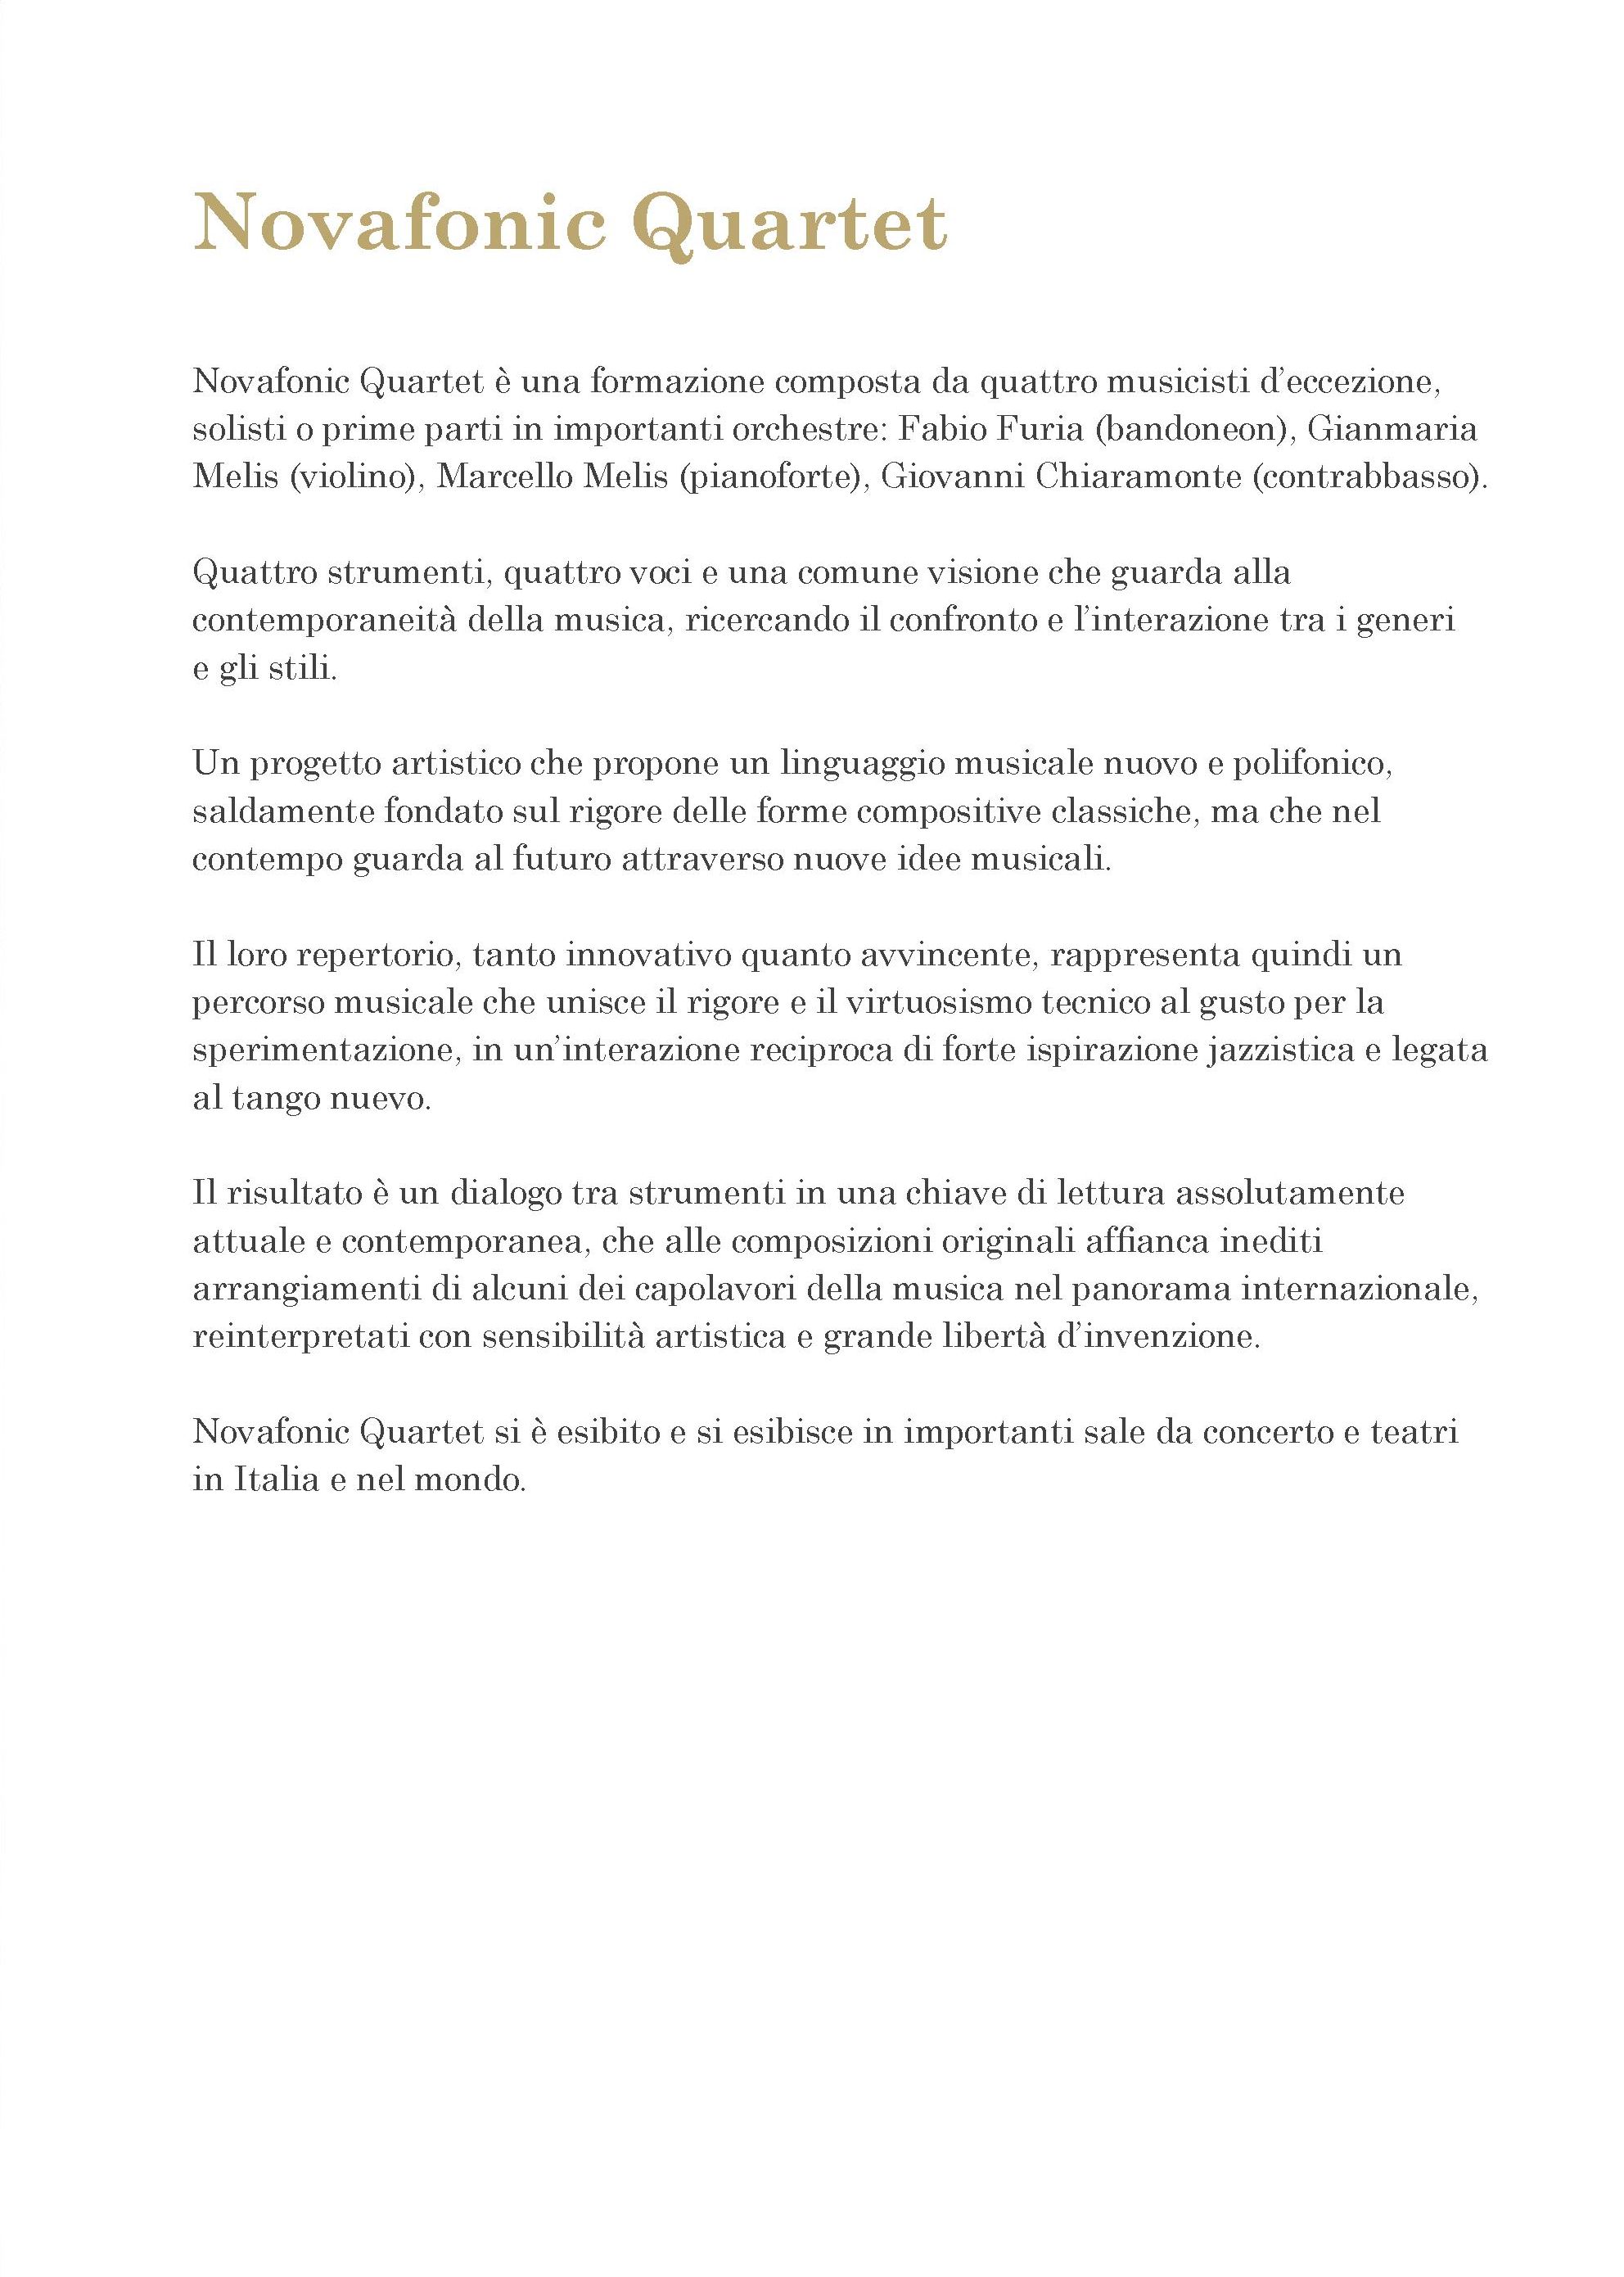 Novafonic Quartet
Novafonic Quartet è una formazione composta da quattro musicisti d’eccezione,
solisti o prime parti in importanti orchestre: Fabio Furia (bandoneon), Gianmaria
Melis (violino), Marcello Melis (pianoforte), Giovanni Chiaramonte (contrabbasso).
Quattro strumenti, quattro voci e una comune visione che guarda alla
contemporaneità della musica, ricercando il confronto e l’interazione tra i generi
e gli stili.
Un progetto artistico che propone un linguaggio musicale nuovo e polifonico,
saldamente fondato sul rigore delle forme compositive classiche, ma che nel
contempo guarda al futuro attraverso nuove idee musicali.
Il loro repertorio, tanto innovativo quanto avvincente, rappresenta quindi un
percorso musicale che unisce il rigore e il virtuosismo tecnico al gusto per la
sperimentazione, in un’interazione reciproca di forte ispirazione jazzistica e legata
al tango nuevo.
Il risultato è un dialogo tra strumenti in una chiave di lettura assolutamente
attuale e contemporanea, che alle composizioni originali affianca inediti
arrangiamenti di alcuni dei capolavori della musica nel panorama internazionale,
reinterpretati con sensibilità artistica e grande libertà d’invenzione.
Novafonic Quartet si è esibito e si esibisce in importanti sale da concerto e teatri
in Italia e nel mondo.